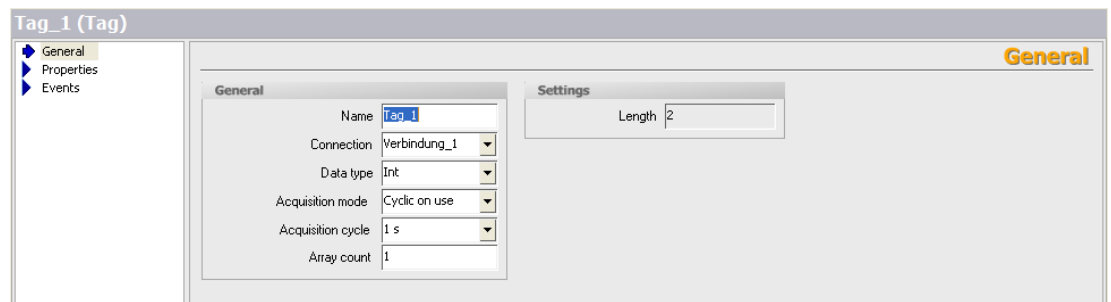 Tag_1 (Tag)
General
Properties
Events
General
General
Name Tag_1
Connection Verbindung_1
Data type Int
Acquisition mode Cyclic on use
Acquisition cycle 1 s
Array count 1
Settings
Length 2